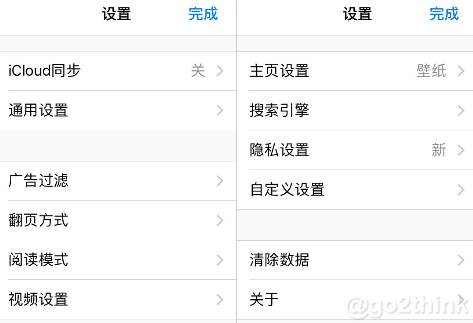 设置 完成
iCloud同步 关
通用设置
广告过滤
翻页方式
阅读模式
视频设置
设置 完成
主页设置 壁纸
搜索引擎
隐私设置 新
自定义设置
清除数据
关于
@go2think